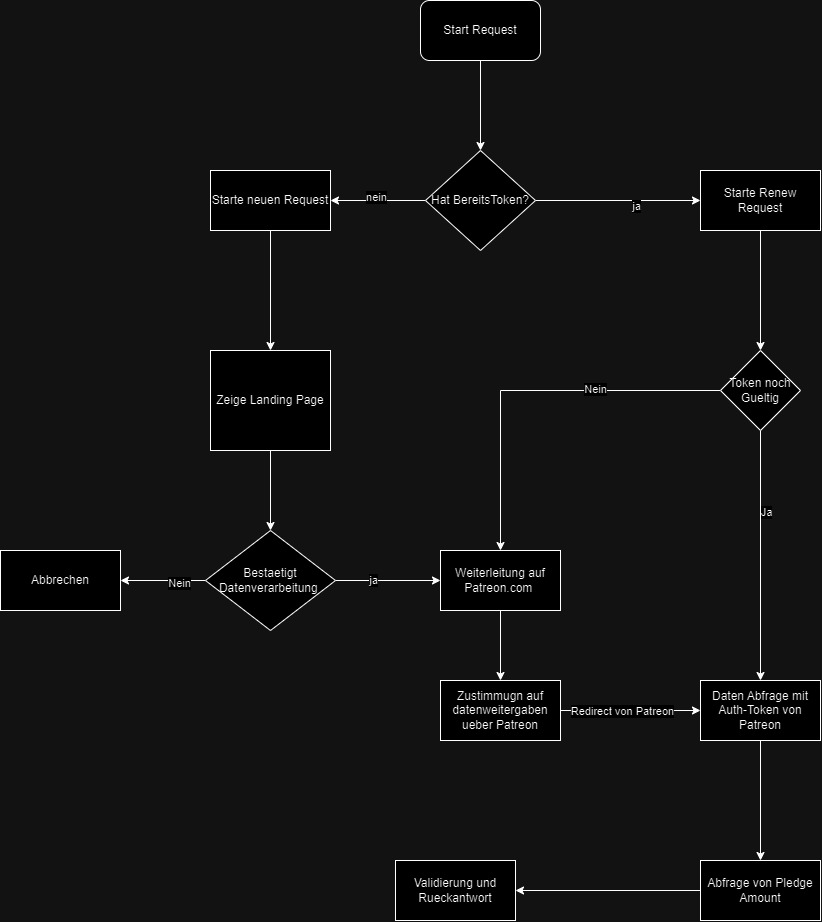 Start Request
Starte neuen Request
nein
Hat BereitsToken?
ja
Starte Renew
Request
Zeige Landing Page
Nein
Token noch
Gueltig
Ja
Abbrechen
Nein
Bestaetigt
Datenverarbeitung
ja
Weiterleitung auf
Patreon.com
Zustimmugn auf
datenweitergaben
ueber Patreon
Redirect von Patreon
Daten Abfrage mit
Auth-Token von
Patreon
Validierung und
Rueckantwort
Abfrage von Pledge
Amount